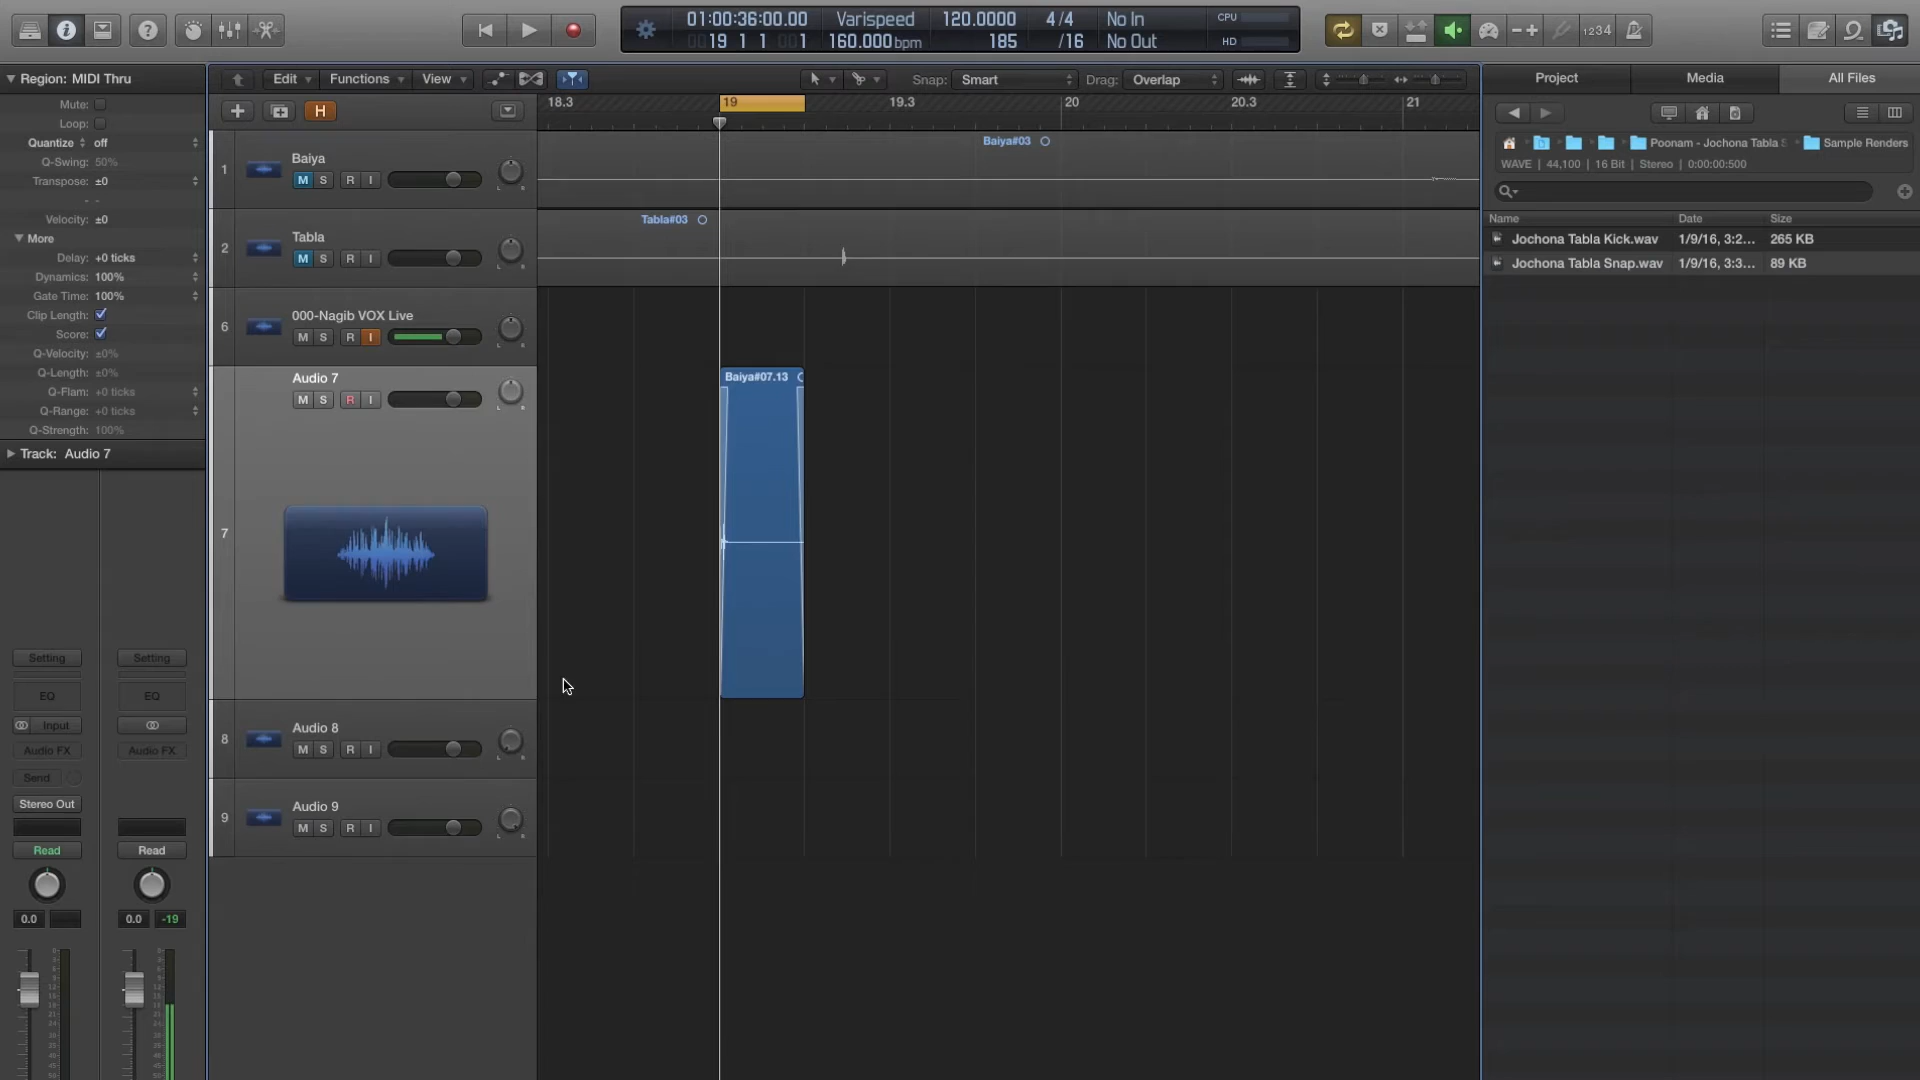 01:00:36:00.00 Varispeed 120.0000 4/4 No In CPU
19 1 1 1 160.000bpm 185 /16 No Out HD
1234
Region: MIDI Thru
Mute:
Loop:
Quantize off
Q-Swing: 50%
Transpose: ±0
- -
Velocity: ±0
More
Delay: +0 ticks
Dynamics: 100%
Gate Time: 100%
Clip Length:
Score:
Q-Velocity: ±0%
Q-Length: ±0%
Q-Flam: +0 ticks
Q-Range: +0 ticks
Q-Strength: 100%
Track: Audio 7
Setting Setting
EQ EQ
Input
Audio FX Audio FX
Send
Stereo Out
Read Read
0.0 0.0 -19
Edit Functions View Snap: Smart Drag: Overlap
H
18.3 19 19.3 20 20.3 21
1 Baiya
M S R I
Baiya#03
2 Tabla
M S R I
Tabla#03
6 000-Nagib VOX Live
M S R I
7 Audio 7
M S R I
Baiya#07.13
8 Audio 8
M S R I
9 Audio 9
M S R I
Project Media All Files
Poonam - Jochona Tabla S Sample Renders
WAVE | 44,100 | 16 Bit | Stereo | 0:00:00:500
Name Date Size
Jochona Tabla Kick.wav 1/9/16, 3:2... 265 KB
Jochona Tabla Snap.wav 1/9/16, 3:3... 89 KB